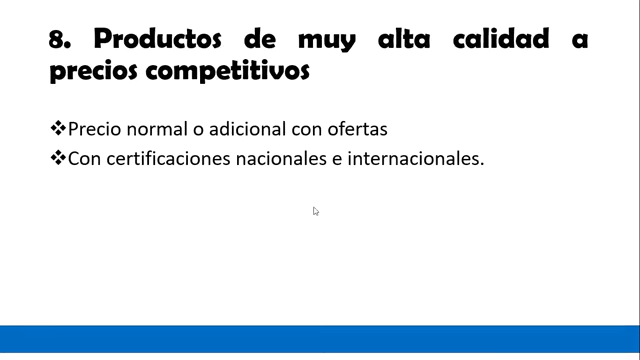 8. Productos de muy alta calidad a
precios competitivos
❖Precio normal o adicional con ofertas
❖Con certificaciones nacionales e internacionales.